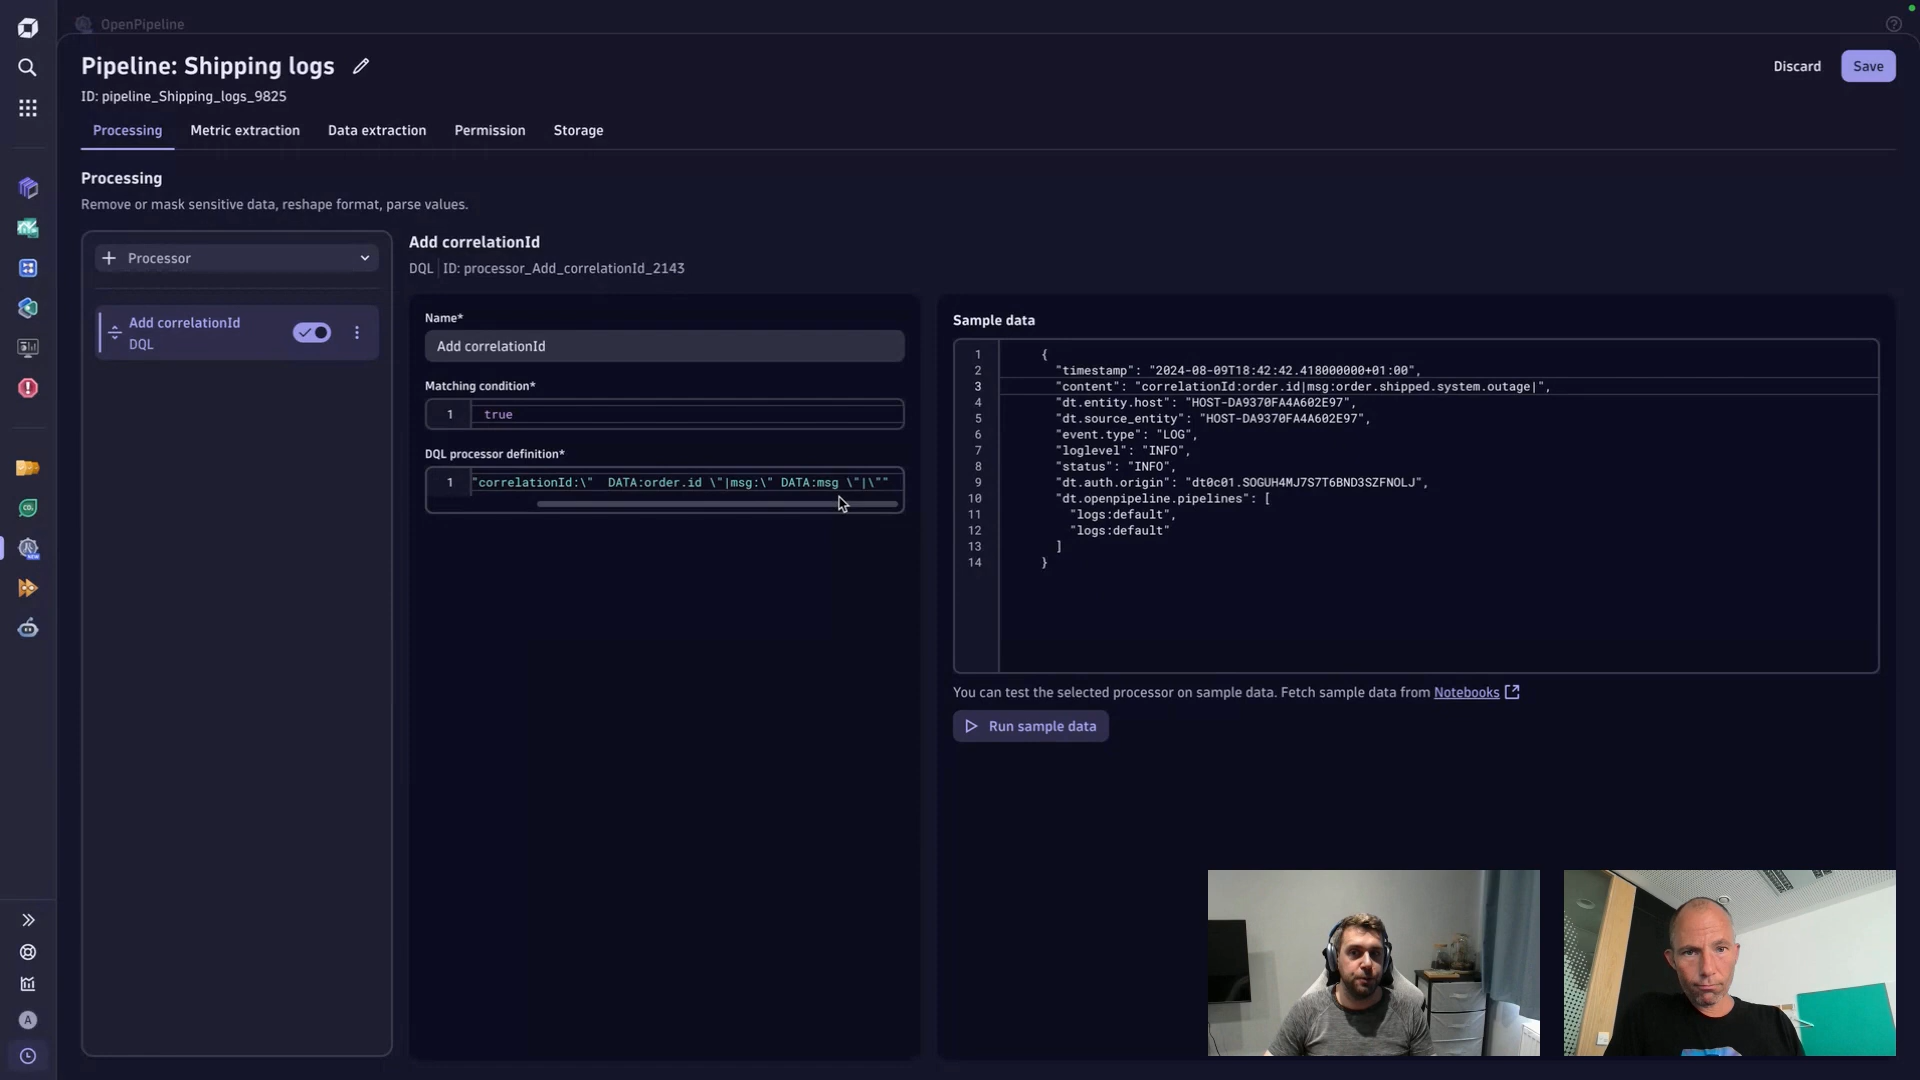 OpenPipeline
Pipeline: Shipping logs
ID: pipeline_Shipping_logs_9825
Discard
Save
Processing
Metric extraction
Data extraction
Permission
Storage
Processing
Remove or mask sensitive data, reshape format, parse values.
Processor
Add correlationId
DQL
Add correlationId
DQL | ID: processor_Add_correlationId_2143
Name*
Add correlationId
Matching condition*
1 true
DQL processor definition*
1 "correlationId:\"  DATA:order.id \"|msg:\" DATA:msg \"|\""
Sample data
1 {
2 "timestamp": "2024-08-09T18:42:42.418000000+01:00",
3 "content": "correlationId:order.id|msg:order.shipped.system.outage|",
4 "dt.entity.host": "HOST-DA9370FA4A602E97",
5 "dt.source_entity": "HOST-DA9370FA4A602E97",
6 "event.type": "LOG",
7 "loglevel": "INFO",
8 "status": "INFO",
9 "dt.auth.origin": "dt0c01.SOGUH4MJ7S7T6BND3SZFNOLJ",
10 "dt.openpipeline.pipelines": [
11 "logs:default",
12 "logs:default"
13 ]
14 }
You can test the selected processor on sample data. Fetch sample data from Notebooks
Run sample data
A